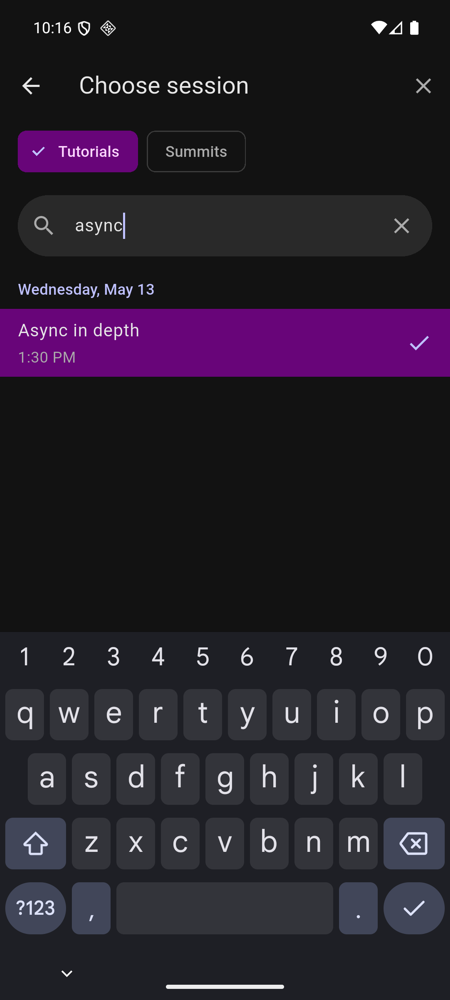 10:16
Choose session
Tutorials Summits
async
Wednesday, May 13
Async in depth
1:30 PM
1 2 3 4 5 6 7 8 9 0
q w e r t y u i o p
a s d f g h j k l
z x c v b n m
?123 , .